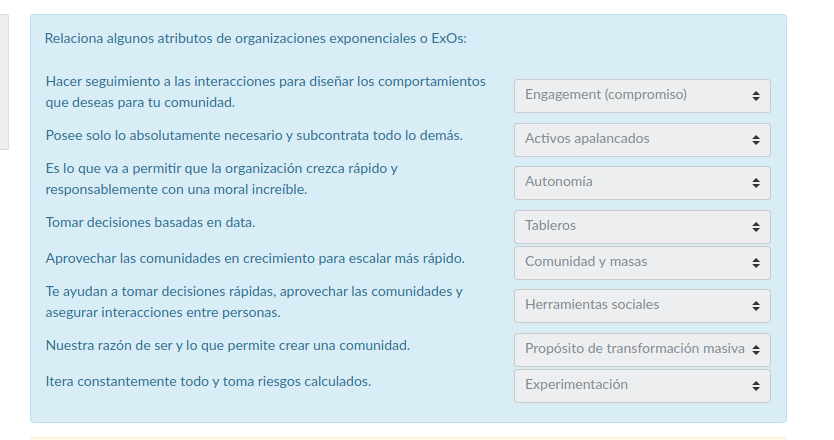 Relaciona algunos atributos de organizaciones exponenciales o ExOs:
Hacer seguimiento a las interacciones para diseñar los comportamientos
que deseas para tu comunidad.
Engagement (compromiso)
Posee solo lo absolutamente necesario y subcontrata todo lo demás.
Activos apalancados
Es lo que va a permitir que la organización crezca rápido y
responsablemente con una moral increíble.
Autonomía
Tomar decisiones basadas en data.
Tableros
Aprovechar las comunidades en crecimiento para escalar más rápido.
Comunidad y masas
Te ayudan a tomar decisiones rápidas, aprovechar las comunidades y
asegurar interacciones entre personas.
Herramientas sociales
Nuestra razón de ser y lo que permite crear una comunidad.
Propósito de transformación masiva
Itera constantemente todo y toma riesgos calculados.
Experimentación